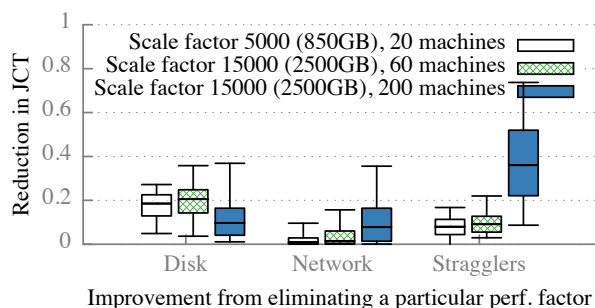 Scale factor 5000 (850GB), 20 machines
Scale factor 15000 (2500GB), 60 machines
Scale factor 15000 (2500GB), 200 machines
Reduction in JCT
1
0.8
0.6
0.4
0.2
0
Disk Network Stragglers
Improvement from eliminating a particular perf. factor